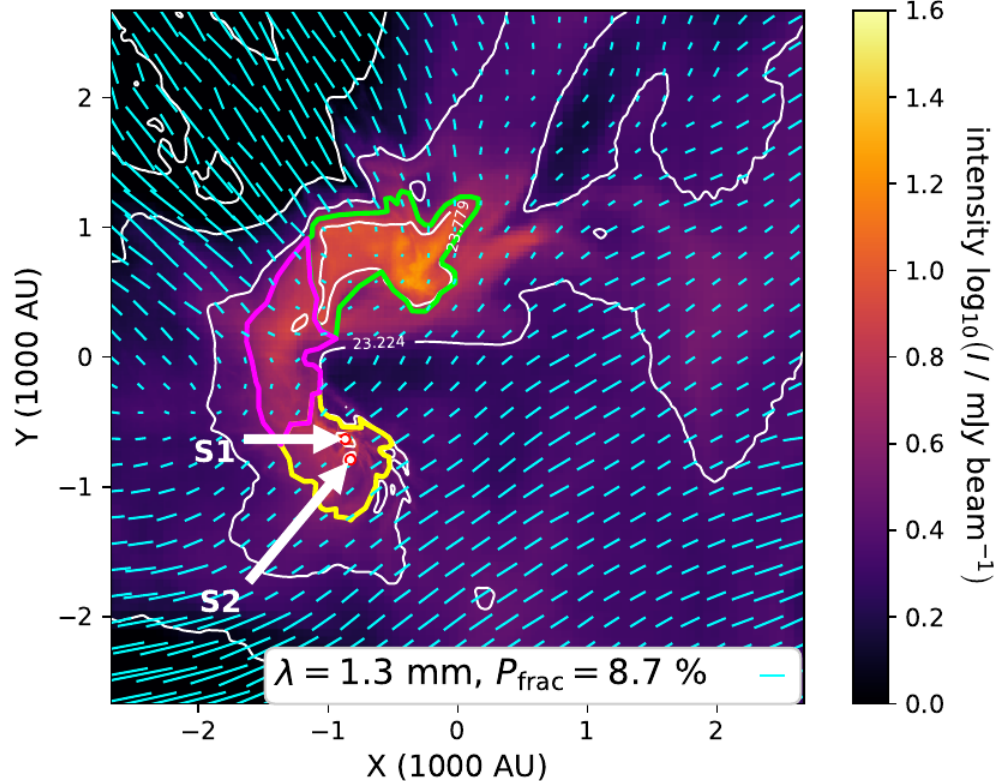 2
1
0
−1
−2
Y (1000 AU)
23.779
23.224
S1
S2
λ = 1.3 mm, P_frac = 8.7 %
−2 −1 0 1 2
X (1000 AU)
1.6
1.4
1.2
1.0
0.8
0.6
0.4
0.2
0.0
intensity log₁₀(I / mJy beam⁻¹)